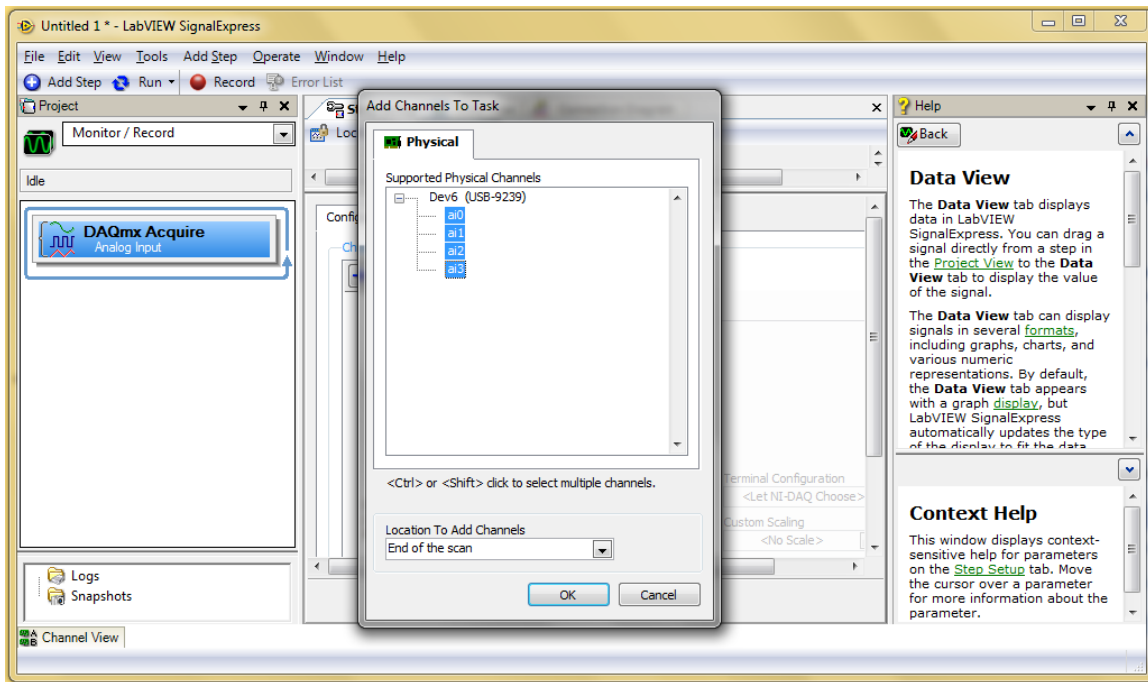 Untitled 1 * - LabVIEW SignalExpress
File Edit View Tools Add Step Operate Window Help
Add Step Run Record Error List
Project
Monitor / Record
Idle
DAQmx Acquire
Analog Input
Logs
Snapshots
Channel View
Add Channels To Task
Physical
Supported Physical Channels
Dev6 (USB-9239)
ai0
ai1
ai2
ai3
<Ctrl> or <Shift> click to select multiple channels.
Location To Add Channels
End of the scan
OK Cancel
Terminal Configuration
<Let NI-DAQ Choose>
Custom Scaling
<No Scale>
Help
Back
Data View
The Data View tab displays
data in LabVIEW
SignalExpress. You can drag a
signal directly from a step in
the Project View to the Data
View tab to display the value
of the signal.
The Data View tab can display
signals in several formats,
including graphs, charts, and
various numeric
representations. By default,
the Data View tab appears
with a graph display, but
LabVIEW SignalExpress
automatically updates the type
of the display to fit the data
Context Help
This window displays context-
sensitive help for parameters
on the Step Setup tab. Move
the cursor over a parameter
for more information about the
parameter.